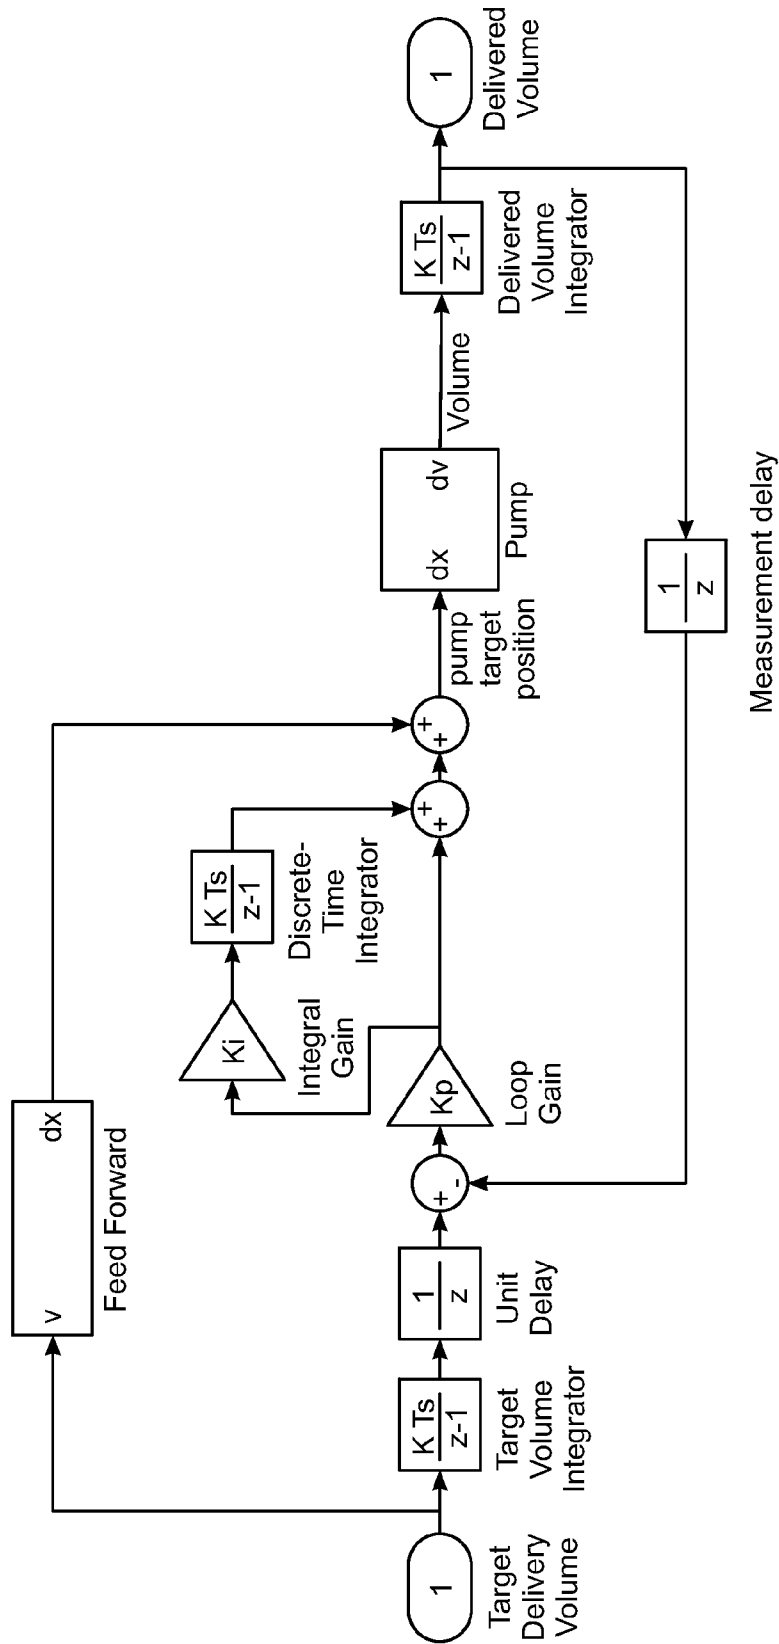 v
dx
Feed Forward
K Ts
z-1
Discrete-
Time
Integrator
Ki
Integral
Gain
1
Target
Delivery
Volume
K Ts
z-1
Target
Volume
Integrator
1
z
Unit
Delay
+
-
Kp
Loop
Gain
+
+
+
+
pump
target
position
dx
dv
Pump
Volume
K Ts
z-1
Delivered
Volume
Integrator
1
Delivered
Volume
1
z
Measurement delay